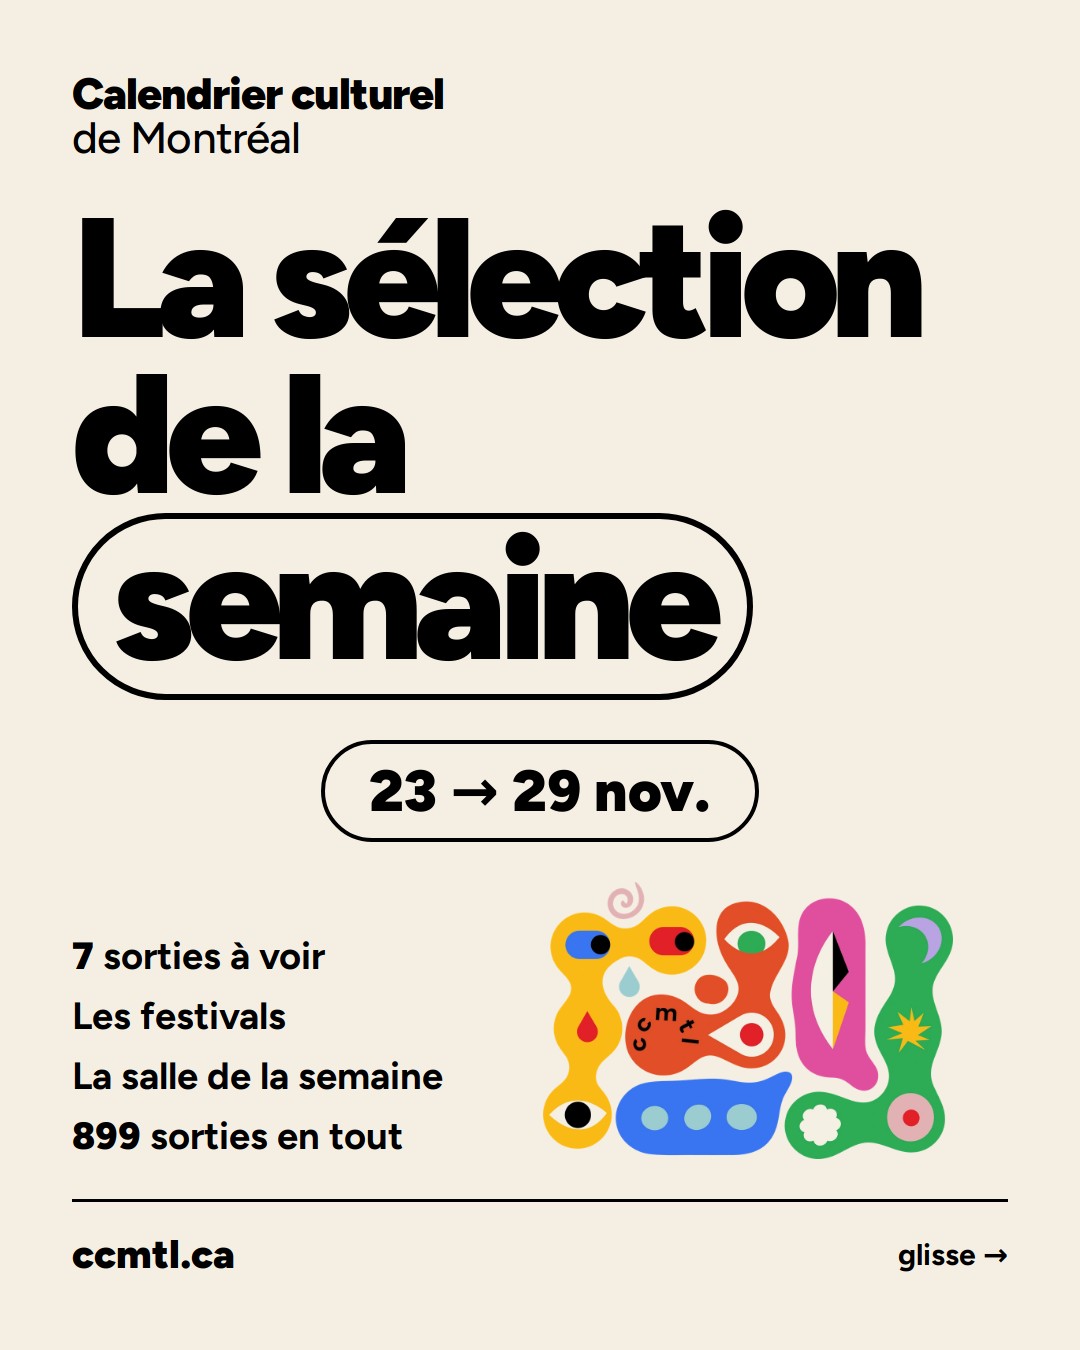 Calendrier culturel
de Montréal
La sélection
de la
semaine
23 → 29 nov.
7 sorties à voir
Les festivals
La salle de la semaine
899 sorties en tout
ccmtl
ccmtl.ca
glisse →